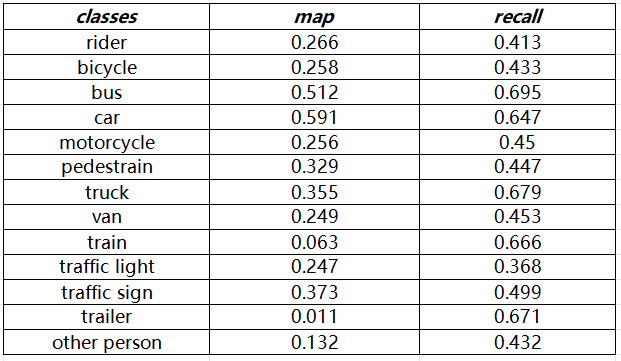 classes map recall
rider 0.266 0.413
bicycle 0.258 0.433
bus 0.512 0.695
car 0.591 0.647
motorcycle 0.256 0.45
pedestrain 0.329 0.447
truck 0.355 0.679
van 0.249 0.453
train 0.063 0.666
traffic light 0.247 0.368
traffic sign 0.373 0.499
trailer 0.011 0.671
other person 0.132 0.432